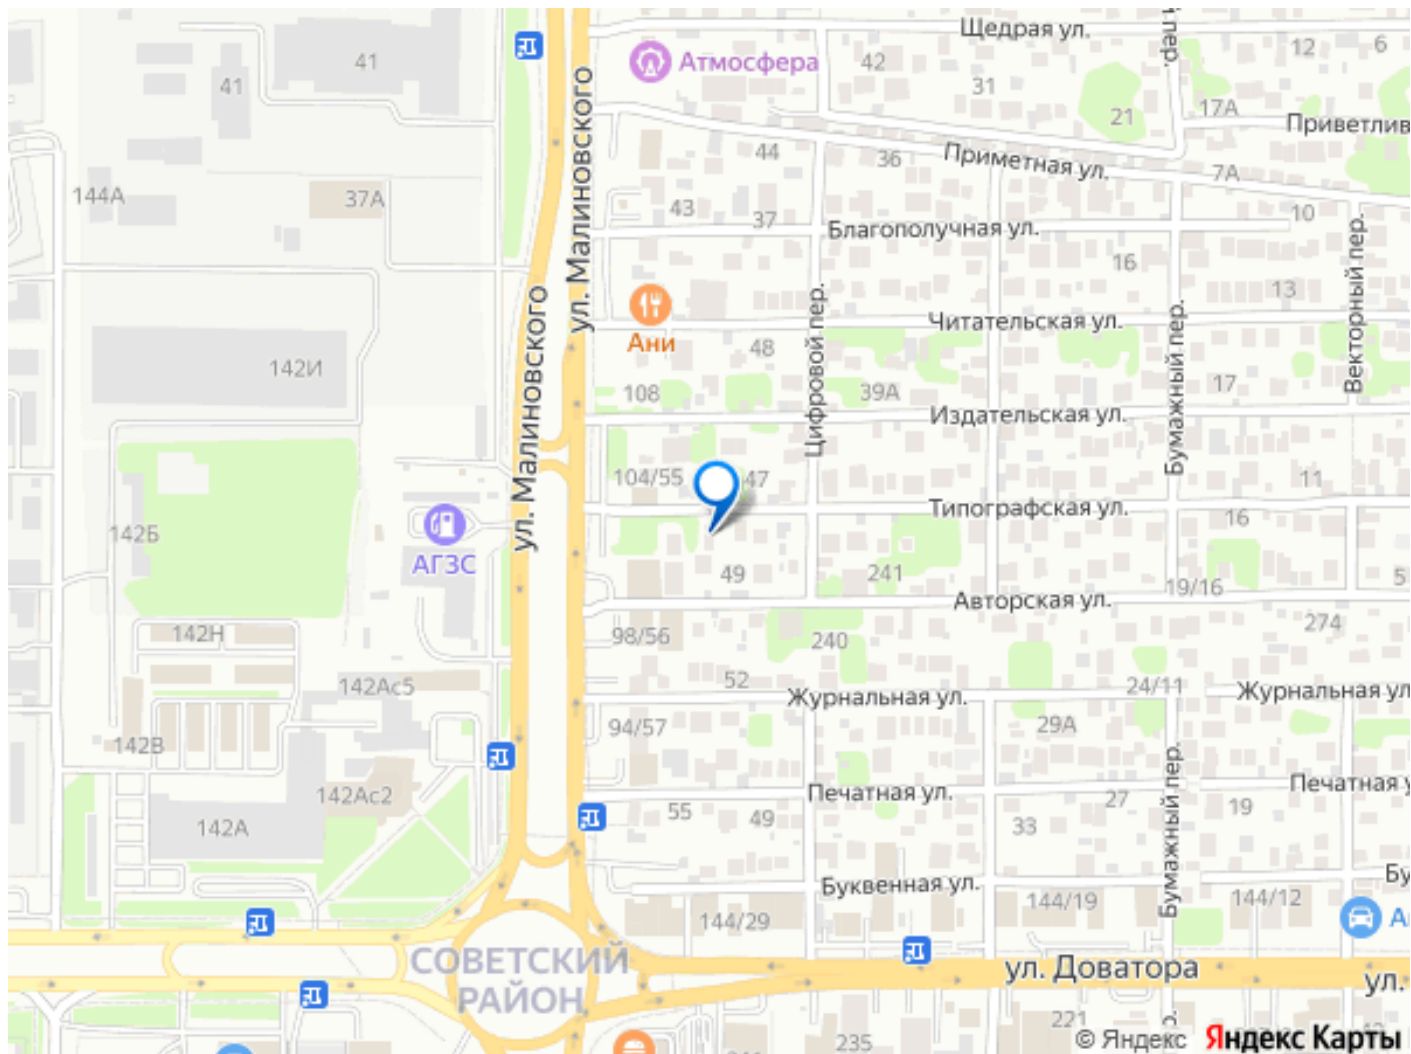 Щедрая ул.
12
6
пер.
41
41
Атмосфера
42
31
21
17А
Приветлив
ул. Малиновского
44
36
Приметная ул.
7А
144А
37А
43
37
Благополучная ул.
10
16
Векторный пер.
13
ул. Малиновского
Ани
Цифровой пер.
Читательская ул.
Бумажный пер.
142И
48
108
39А
17
Издательская ул.
104/55
47
11
142Б
АГЗС
Типографская ул.
16
49
241
19/16
5
Авторская ул.
142Н
98/56
240
274
142Ас5
52
Журнальная ул.
24/11
Журнальная ул
142В
94/57
29А
142Ас2
Печатная ул.
27
19
Печатная у
142А
55
49
33
Бумажный пер.
Буквенная ул.
Бу
144/29
144/19
144/12
А
СОВЕТСКИЙ
РАЙОН
ул. Доватора
ул.
221
235
© Яндекс
Яндекс Карты